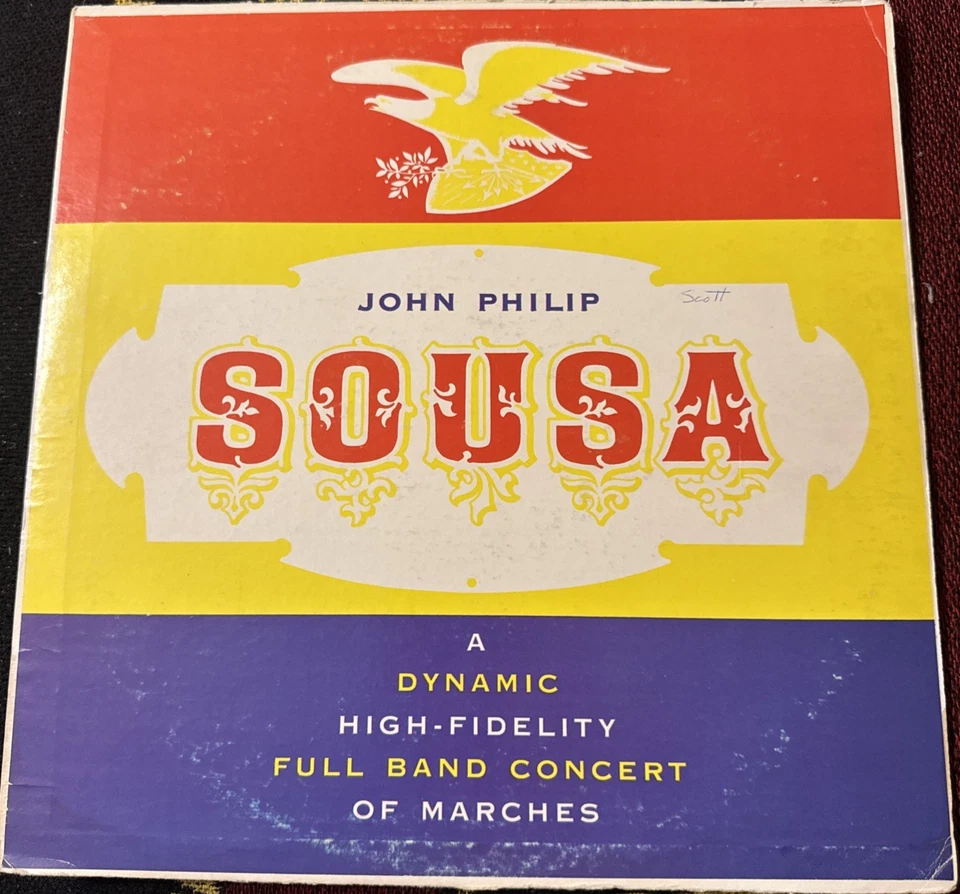 JOHN PHILIP
Scott
SOUSA
A
DYNAMIC
HIGH-FIDELITY
FULL BAND CONCERT
OF MARCHES